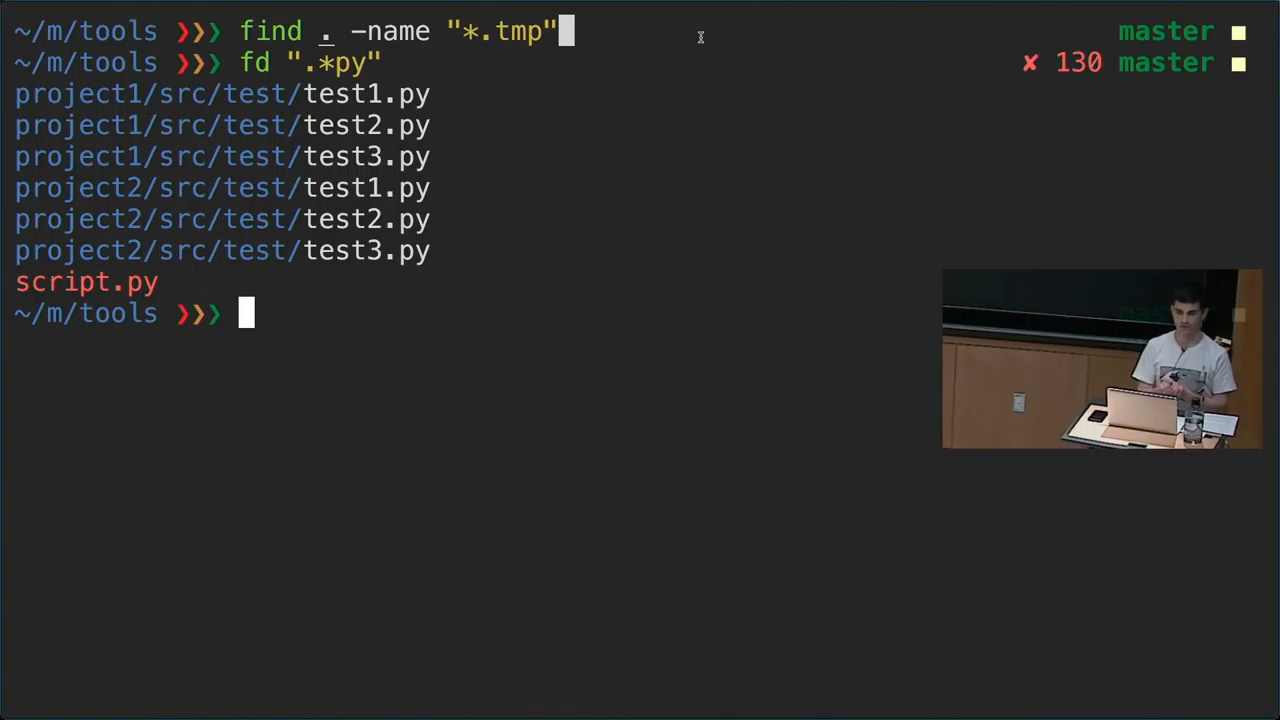 ~/m/tools ❯❯❯ find . -name "*.tmp" master
~/m/tools ❯❯❯ fd ".*py" ✘ 130 master
project1/src/test/test1.py
project1/src/test/test2.py
project1/src/test/test3.py
project2/src/test/test1.py
project2/src/test/test2.py
project2/src/test/test3.py
script.py
~/m/tools ❯❯❯ master